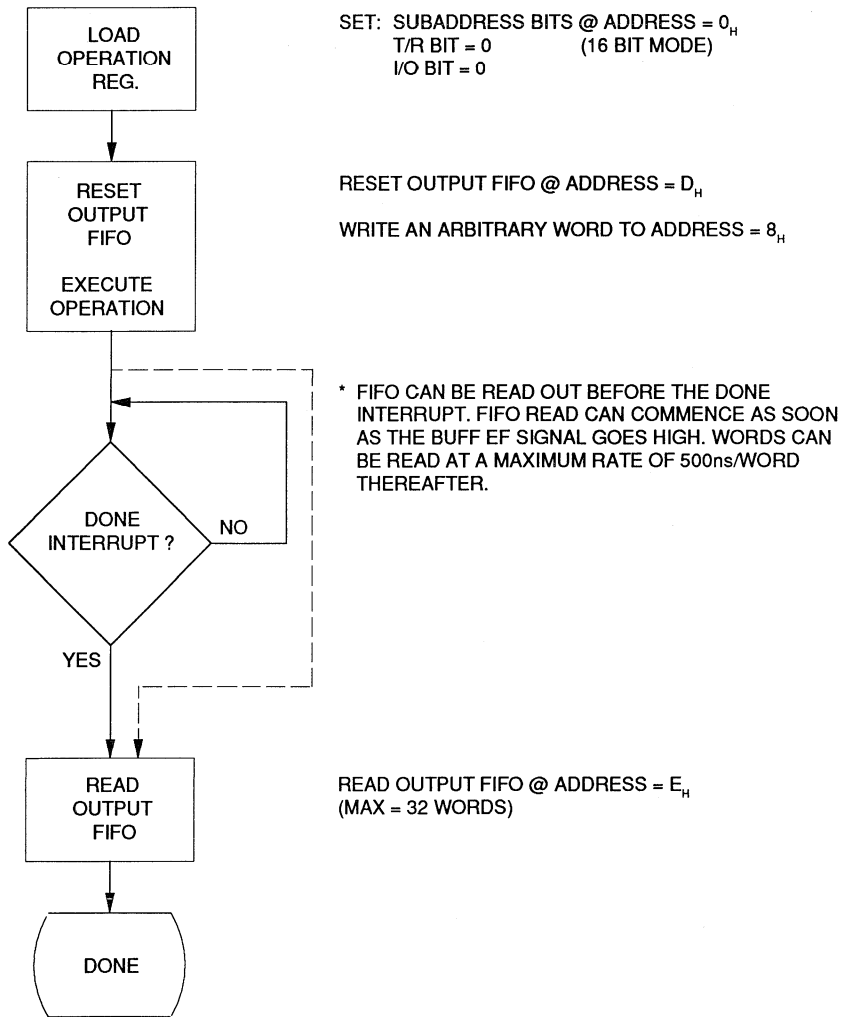 LOAD
OPERATION
REG.
SET: SUBADDRESS BITS @ ADDRESS = 0H
T/R BIT = 0 (16 BIT MODE)
I/O BIT = 0
RESET
OUTPUT
FIFO
EXECUTE
OPERATION
RESET OUTPUT FIFO @ ADDRESS = DH
WRITE AN ARBITRARY WORD TO ADDRESS = 8H
* FIFO CAN BE READ OUT BEFORE THE DONE
INTERRUPT. FIFO READ CAN COMMENCE AS SOON
AS THE BUFF EF SIGNAL GOES HIGH. WORDS CAN
BE READ AT A MAXIMUM RATE OF 500ns/WORD
THEREAFTER.
DONE
INTERRUPT ?
NO
YES
READ
OUTPUT
FIFO
READ OUTPUT FIFO @ ADDRESS = EH
(MAX = 32 WORDS)
DONE